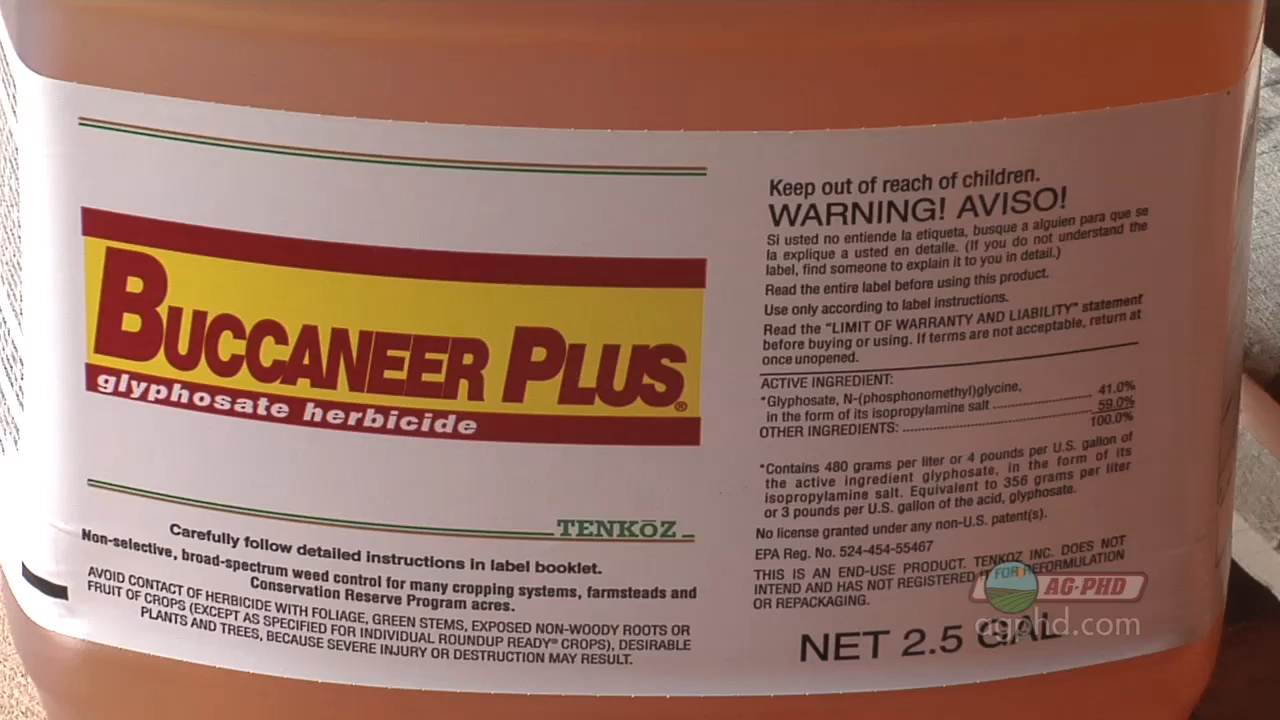 BUCCANEER PLUS®
glyphosate herbicide
TENKŌZ
Carefully follow detailed instructions in label booklet.
Non-selective, broad-spectrum weed control for many cropping systems, farmsteads and
Conservation Reserve Program acres.
AVOID CONTACT OF HERBICIDE WITH FOLIAGE, GREEN STEMS, EXPOSED NON-WOODY ROOTS OR
FRUIT OF CROPS (EXCEPT AS SPECIFIED FOR INDIVIDUAL ROUNDUP READY® CROPS), DESIRABLE
PLANTS AND TREES, BECAUSE SEVERE INJURY OR DESTRUCTION MAY RESULT.
Keep out of reach of children.
WARNING! AVISO!
Si usted no entiende la etiqueta, busque a alguien para que se
la explique a usted en detalle. (If you do not understand the
label, find someone to explain it to you in detail.)
Read the entire label before using this product.
Use only according to label instructions.
Read the "LIMIT OF WARRANTY AND LIABILITY" statement
before buying or using. If terms are not acceptable, return at
once unopened.
ACTIVE INGREDIENT:
*Glyphosate, N-(phosphonomethyl)glycine,
in the form of its isopropylamine salt ........................ 41.0%
OTHER INGREDIENTS: ............................................. 59.0%
100.0%
*Contains 480 grams per liter or 4 pounds per U.S. gallon of
the active ingredient glyphosate, in the form of its
isopropylamine salt. Equivalent to 356 grams per liter
or 3 pounds per U.S. gallon of the acid, glyphosate.
No license granted under any non-U.S. patent(s).
EPA Reg. No. 524-454-55467
THIS IS AN END-USE PRODUCT. TENKOZ INC. DOES NOT
INTEND AND HAS NOT REGISTERED IT FOR REFORMULATION
OR REPACKAGING.
NET 2.5 GAL
AG-PHD
agphd.com